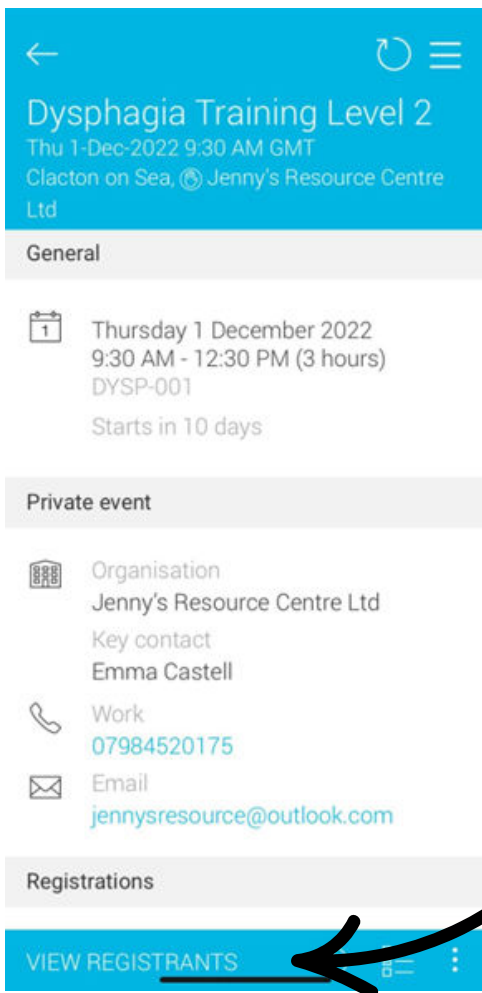 Dysphagia Training Level 2
Thu 1-Dec-2022 9:30 AM GMT
Clacton on Sea, Jenny's Resource Centre
Ltd
General
1
Thursday 1 December 2022
9:30 AM - 12:30 PM (3 hours)
DYSP-001
Starts in 10 days
Private event
Organisation
Jenny's Resource Centre Ltd
Key contact
Emma Castell
Work
07984520175
Email
jennysresource@outlook.com
Registrations
VIEW REGISTRANTS